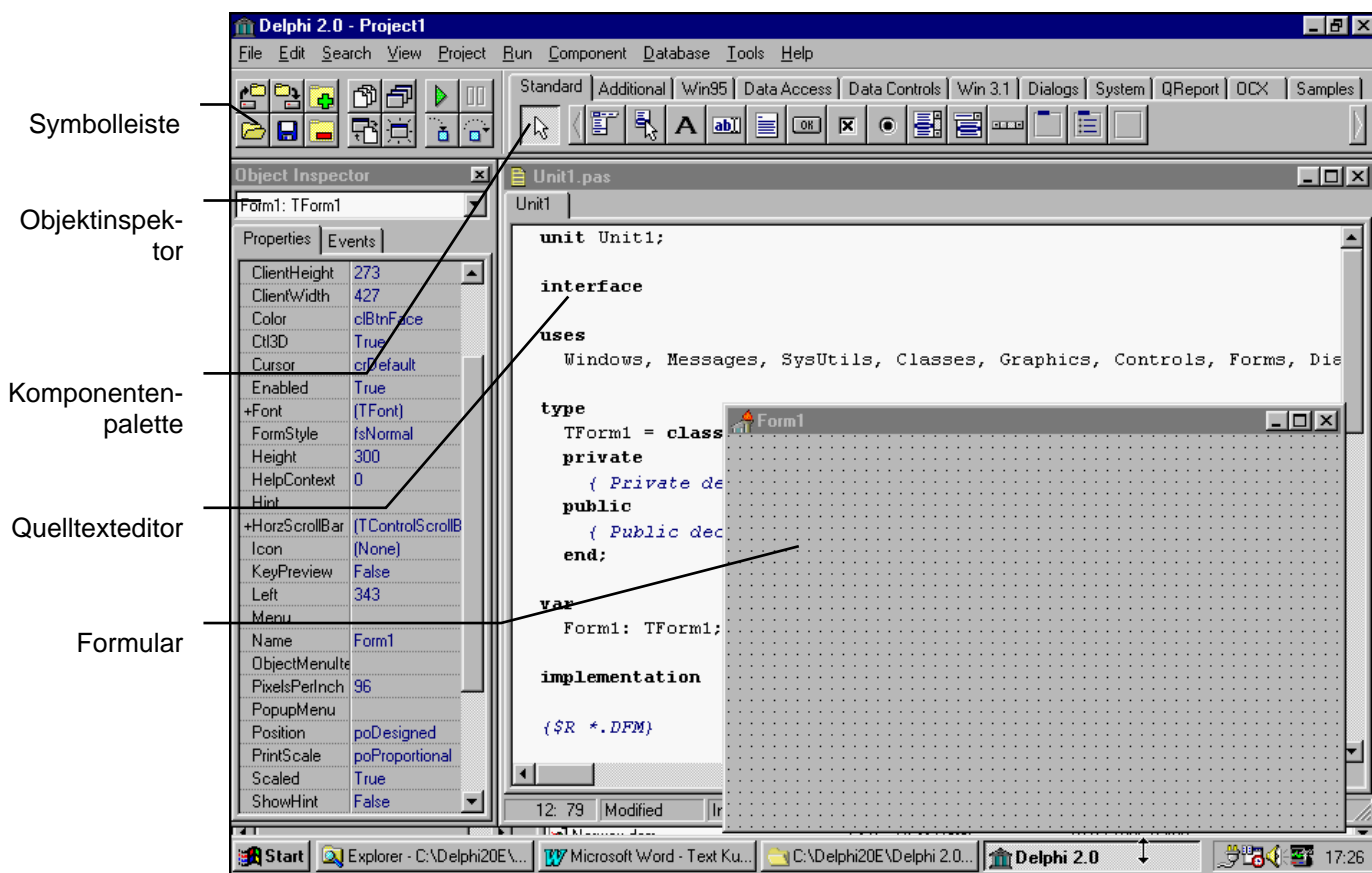 Delphi 2.0 - Project1
File Edit Search View Project Run Component Database Tools Help
Standard Additional Win95 Data Access Data Controls Win 3.1 Dialogs System QReport OCX Samples
Symbolleiste
Objektinspek-
tor
Komponenten-
palette
Quelltexteditor
Formular
Object Inspector
Form1: TForm1
Properties Events
ClientHeight 273
ClientWidth 427
Color clBtnFace
Ctl3D True
Cursor crDefault
Enabled True
+Font (TFont)
FormStyle fsNormal
Height 300
HelpContext 0
Hint
+HorzScrollBar (TControlScrollB
Icon (None)
KeyPreview False
Left 343
Menu
Name Form1
ObjectMenuIte
PixelsPerInch 96
PopupMenu
Position poDesigned
PrintScale poProportional
Scaled True
ShowHint False
Unit1.pas
Unit1
unit Unit1;
interface
uses
Windows, Messages, SysUtils, Classes, Graphics, Controls, Forms, Dia
type
TForm1 = class
private
{ Private de
public
{ Public dec
end;
var
Form1: TForm1;
implementation
{$R *.DFM}
12: 79 Modified
Form1
Start Explorer - C:\Delphi20E\... Microsoft Word - Text Ku... C:\Delphi20E\Delphi 2.0... Delphi 2.0 17:26